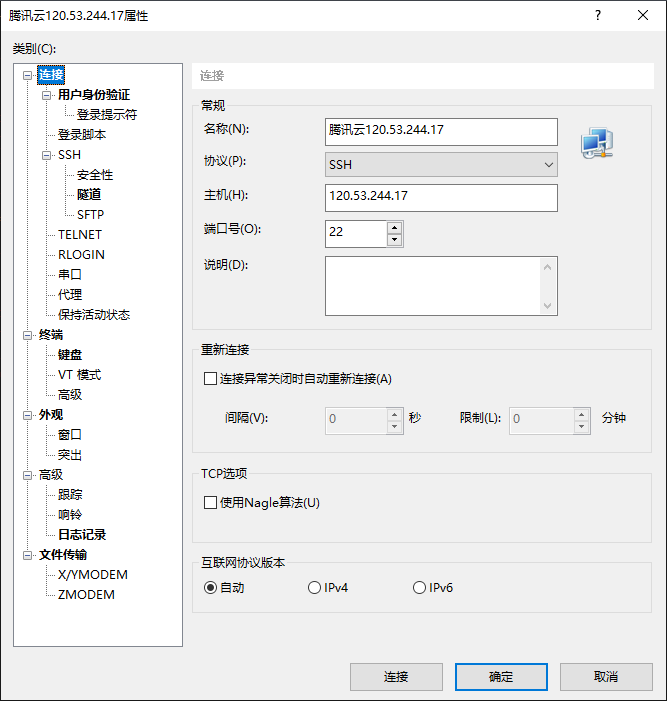 腾讯云120.53.244.17属性
类别(C):
连接
用户身份验证
登录提示符
登录脚本
SSH
安全性
隧道
SFTP
TELNET
RLOGIN
串口
代理
保持活动状态
终端
键盘
VT 模式
高级
外观
窗口
突出
高级
跟踪
响铃
日志记录
文件传输
X/YMODEM
ZMODEM
连接
常规
名称(N): 腾讯云120.53.244.17
协议(P): SSH
主机(H): 120.53.244.17
端口号(O): 22
说明(D):
重新连接
连接异常关闭时自动重新连接(A)
间隔(V): 0 秒 限制(L): 0 分钟
TCP选项
使用Nagle算法(U)
互联网协议版本
自动 IPv4 IPv6
连接 确定 取消